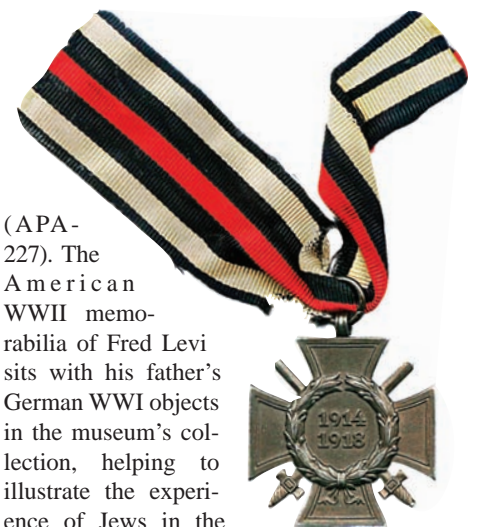 (APA-
227). The
American
WWII memo-
rabilia of Fred Levi
sits with his father's
German WWI objects
in the museum's col-
lection, helping to
illustrate the experi-
ence of Jews in the
1914
1918